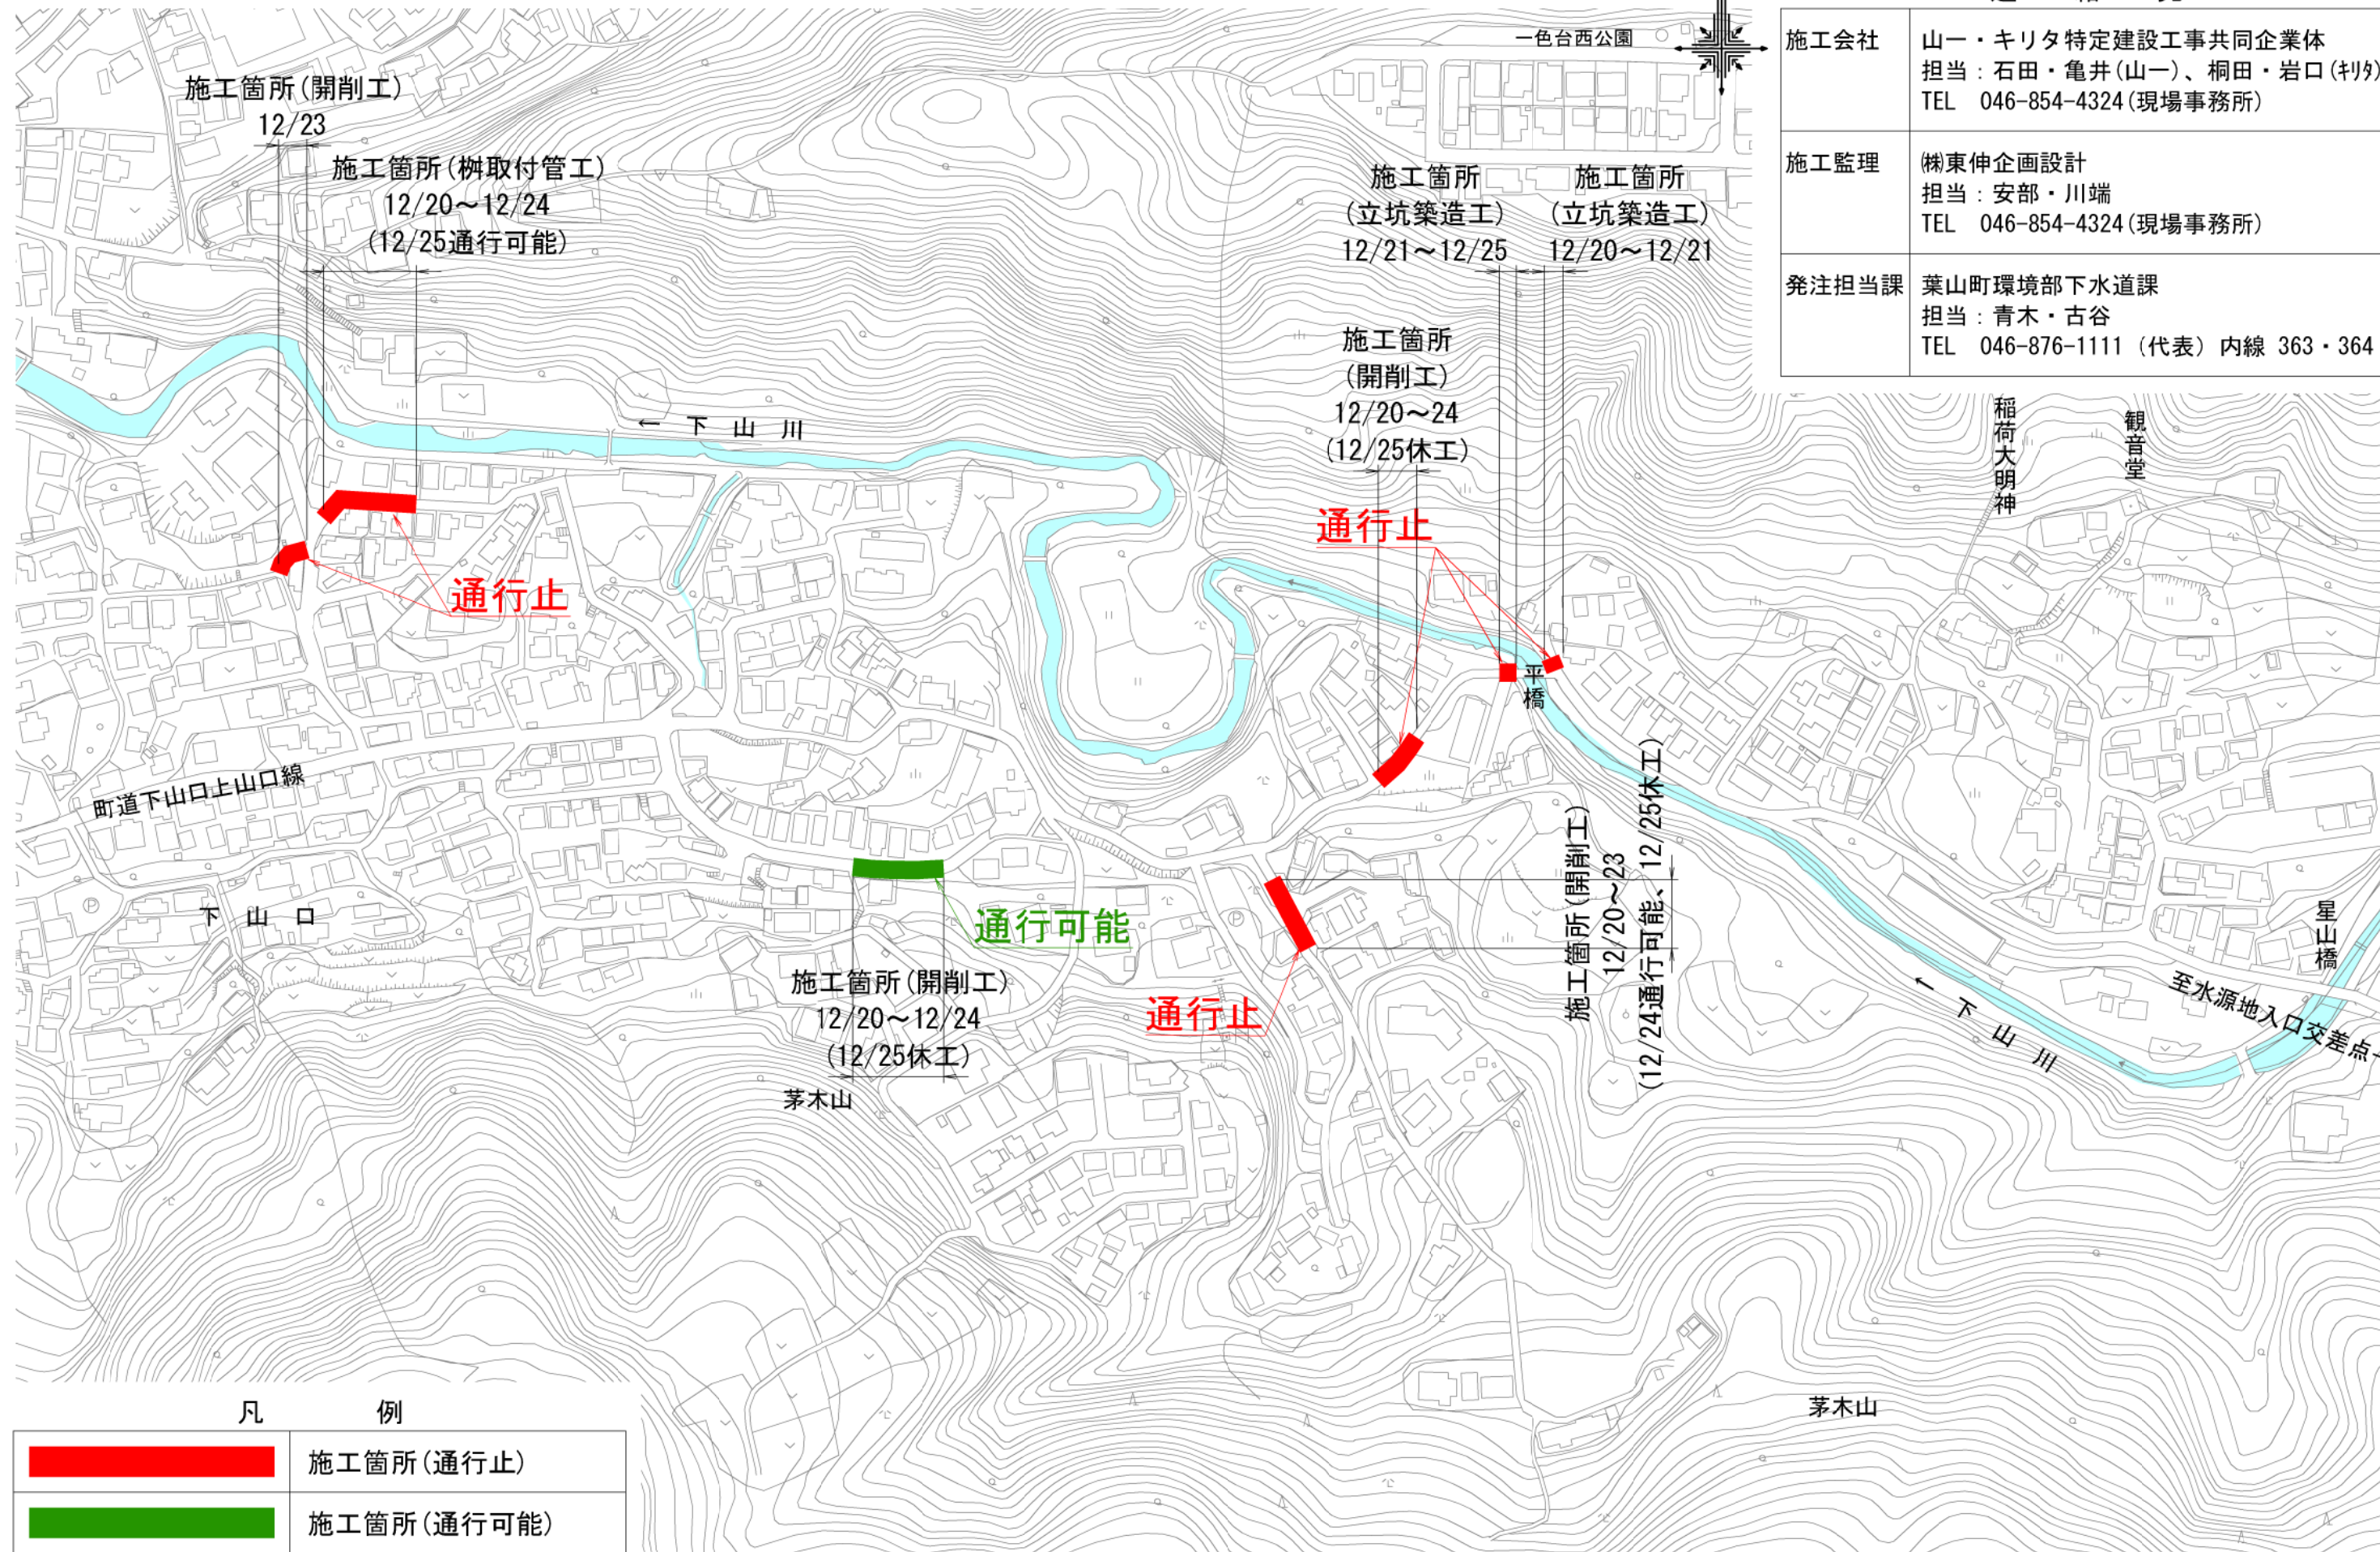 一色台西公園
施工会社
山一・キリタ特定建設工事共同企業体
担当：石田・亀井(山一)、桐田・岩口(ｷﾘﾀ)
TEL　046-854-4324(現場事務所)
施工監理
㈱東伸企画設計
担当：安部・川端
TEL　046-854-4324(現場事務所)
発注担当課
葉山町環境部下水道課
担当：青木・古谷
TEL　046-876-1111（代表）内線 363・364
施工箇所(開削工)
12/23
施工箇所(桝取付管工)
12/20～12/24
(12/25通行可能)
施工箇所
(立坑築造工)
12/21～12/25
施工箇所
(立坑築造工)
12/20～12/21
施工箇所
(開削工)
12/20～24
(12/25休工)
稲荷大明神
観音堂
← 下 山 川
通行止
通行止
平橋
町道下山口上山口線
下 山 口
通行可能
施工箇所(開削工)
12/20～12/24
(12/25休工)
通行止
施工箇所(開削工)
12/20～23
(12/24通行可能、12/25休工)
星山橋
至水源地入口交差点
← 下 山 川
茅木山
茅木山
凡　例
施工箇所(通行止)
施工箇所(通行可能)